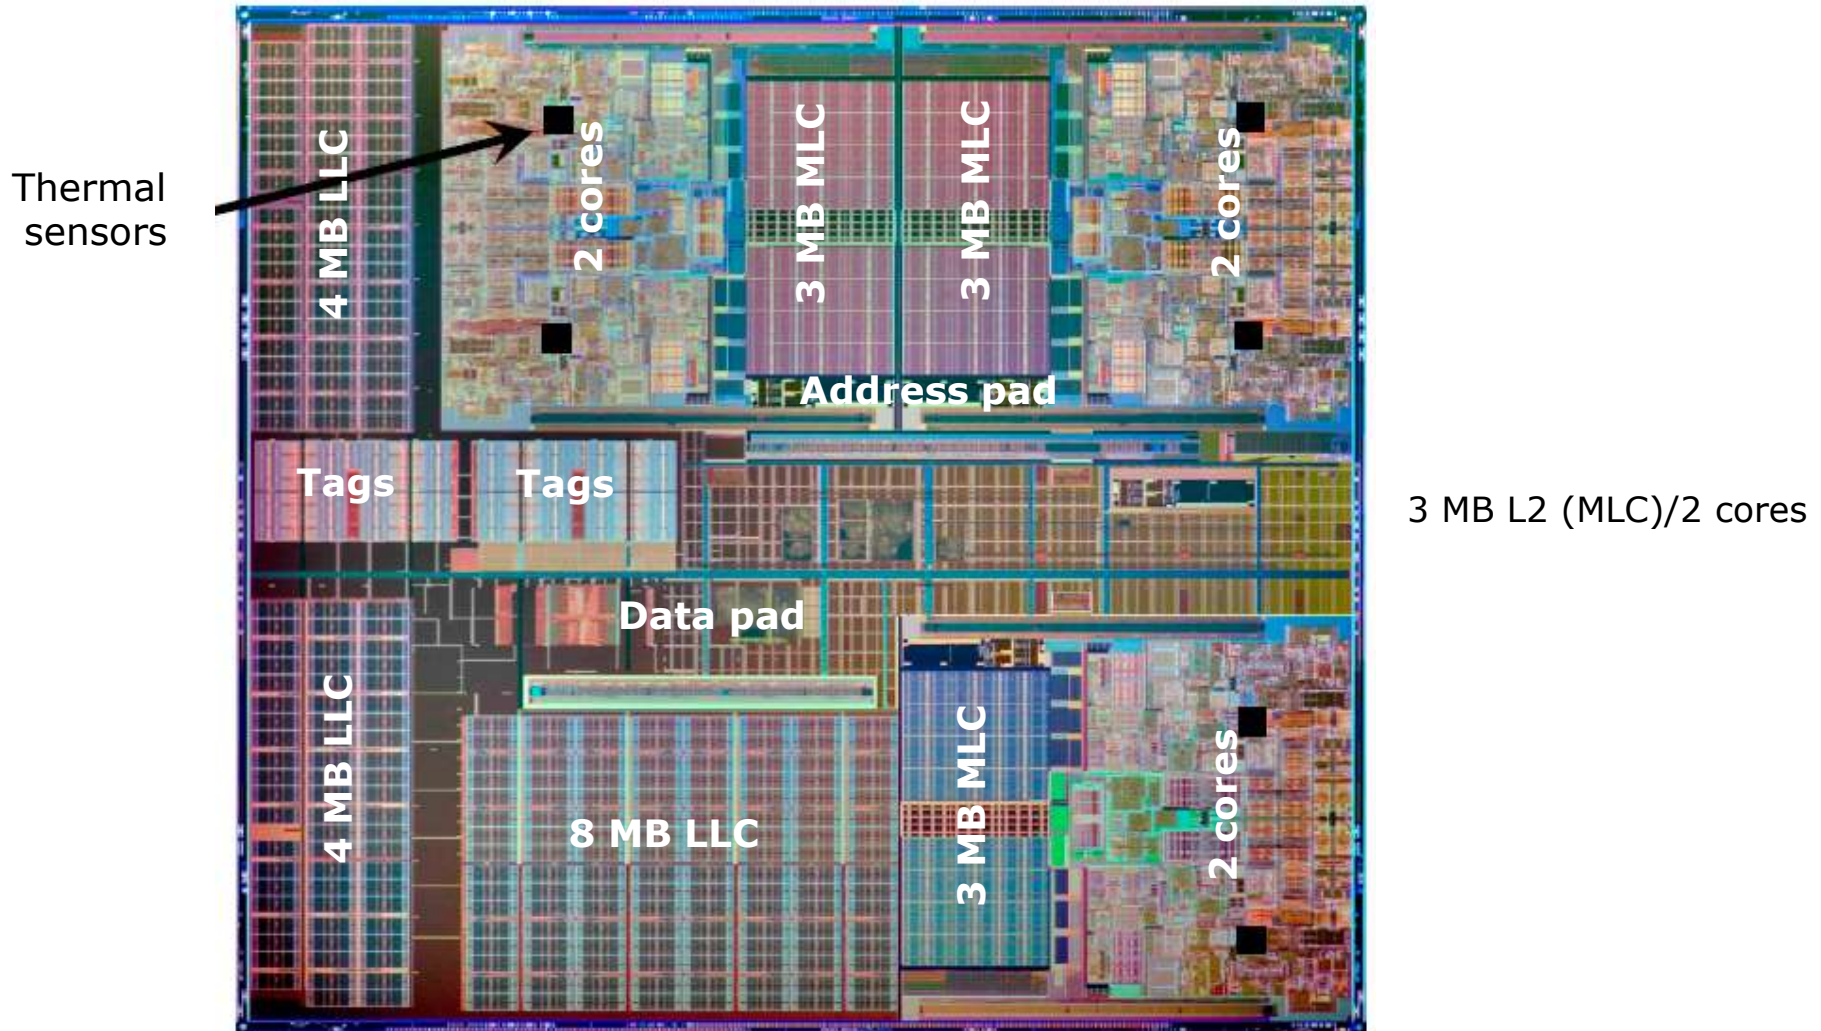 Thermal
sensors
4 MB LLC
2 cores
3 MB MLC
3 MB MLC
2 cores
Address pad
Tags
Tags
3 MB L2 (MLC)/2 cores
Data pad
4 MB LLC
8 MB LLC
3 MB MLC
2 cores